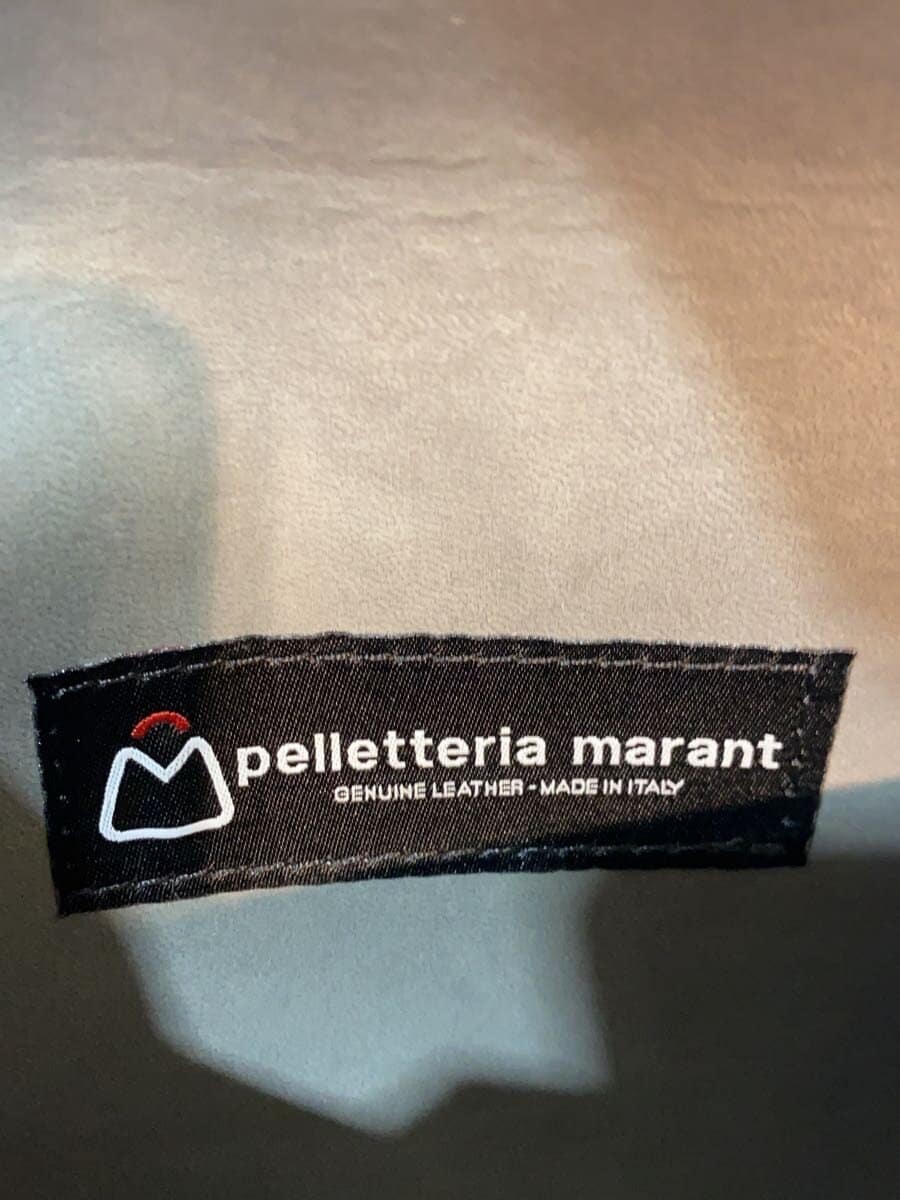 pelletteria marant
GENUINE LEATHER - MADE IN ITALY